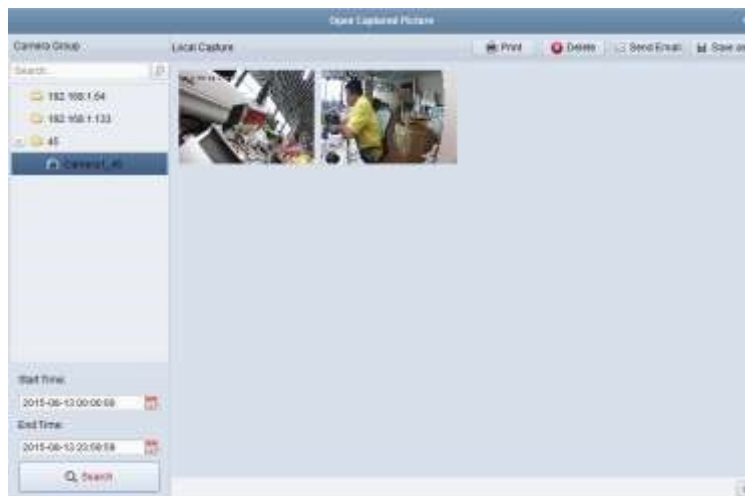 Open Captured Picture
Camera Group
Local Capture
Print
Delete
Send Email
Save as
Search...
192.168.1.64
192.168.1.133
45
Camera1_45
Start Time:
2015-08-13 00:00:00
End Time:
2015-08-13 23:59:59
Search